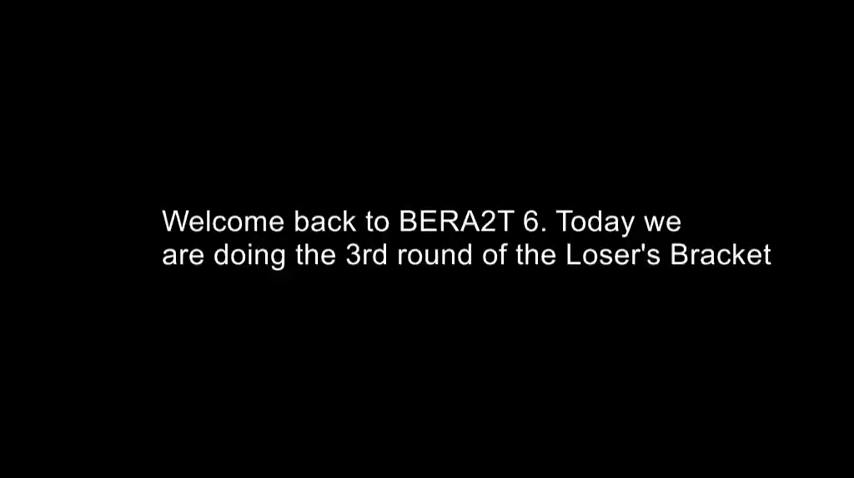 Welcome back to BERA2T 6. Today we
are doing the 3rd round of the Loser's Bracket